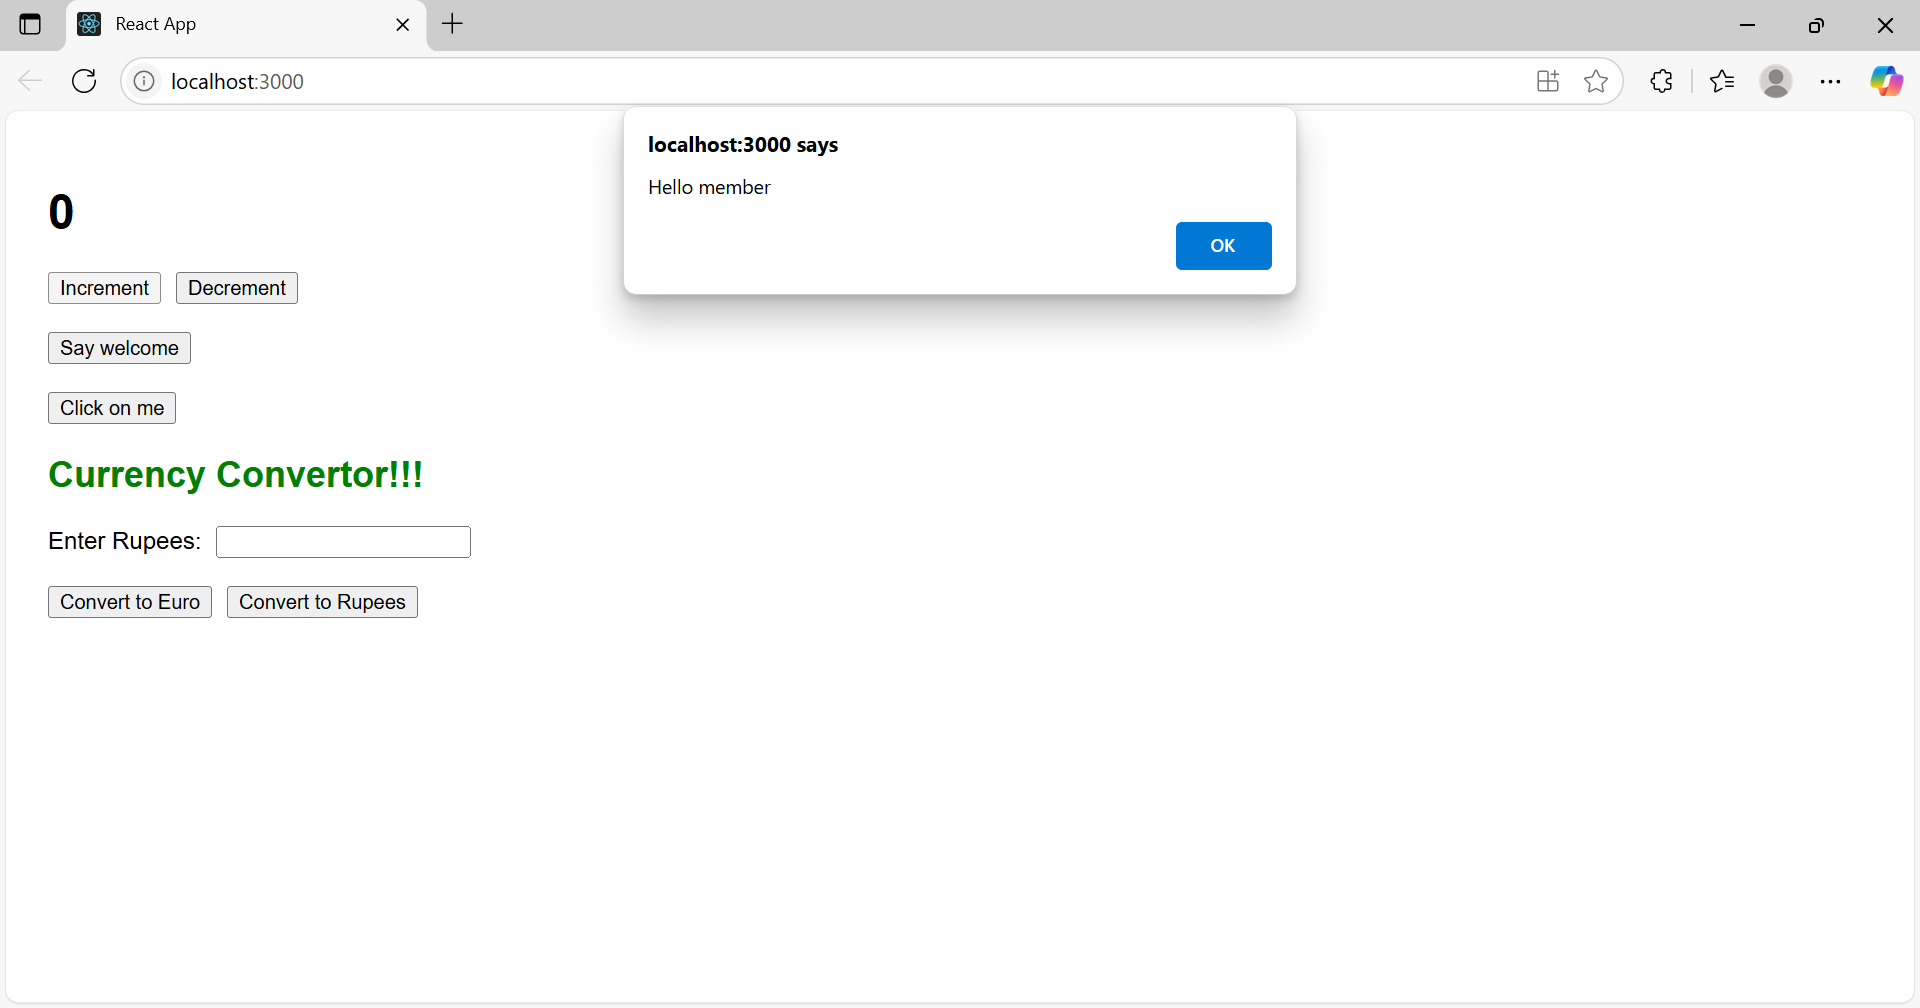 React App
localhost:3000
localhost:3000 says
Hello member
OK
0
Increment Decrement
Say welcome
Click on me
Currency Convertor!!!
Enter Rupees:
Convert to Euro Convert to Rupees